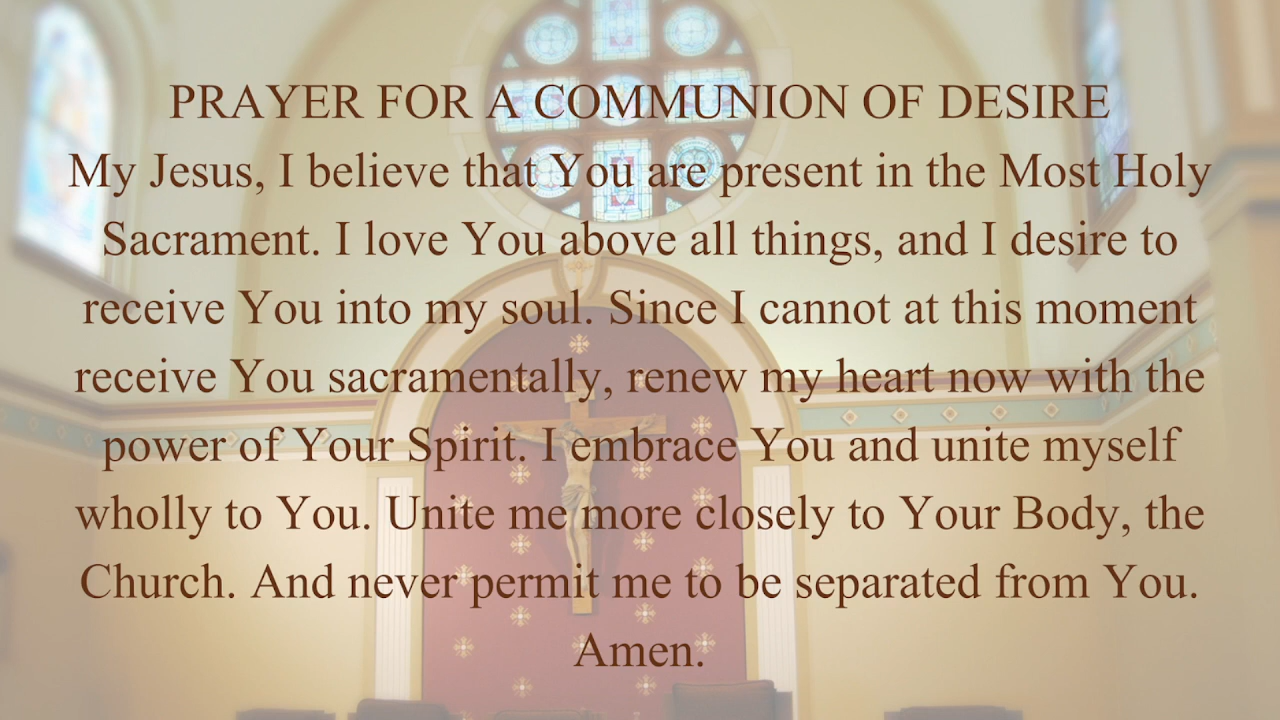 PRAYER FOR A COMMUNION OF DESIRE
My Jesus, I believe that You are present in the Most Holy
Sacrament. I love You above all things, and I desire to
receive You into my soul. Since I cannot at this moment
receive You sacramentally, renew my heart now with the
power of Your Spirit. I embrace You and unite myself
wholly to You. Unite me more closely to Your Body, the
Church. And never permit me to be separated from You.
Amen.